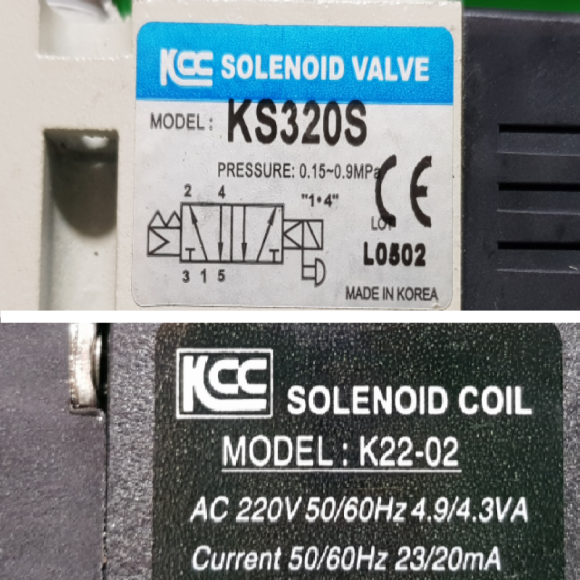 KCC SOLENOID VALVE
MODEL: KS320S
PRESSURE: 0.15~0.9MPa
CE
2 4 "1•4"
LOT
L0502
3 1 5
MADE IN KOREA
KCC SOLENOID COIL
MODEL : K22-02
AC 220V 50/60Hz 4.9/4.3VA
Current 50/60Hz 23/20mA